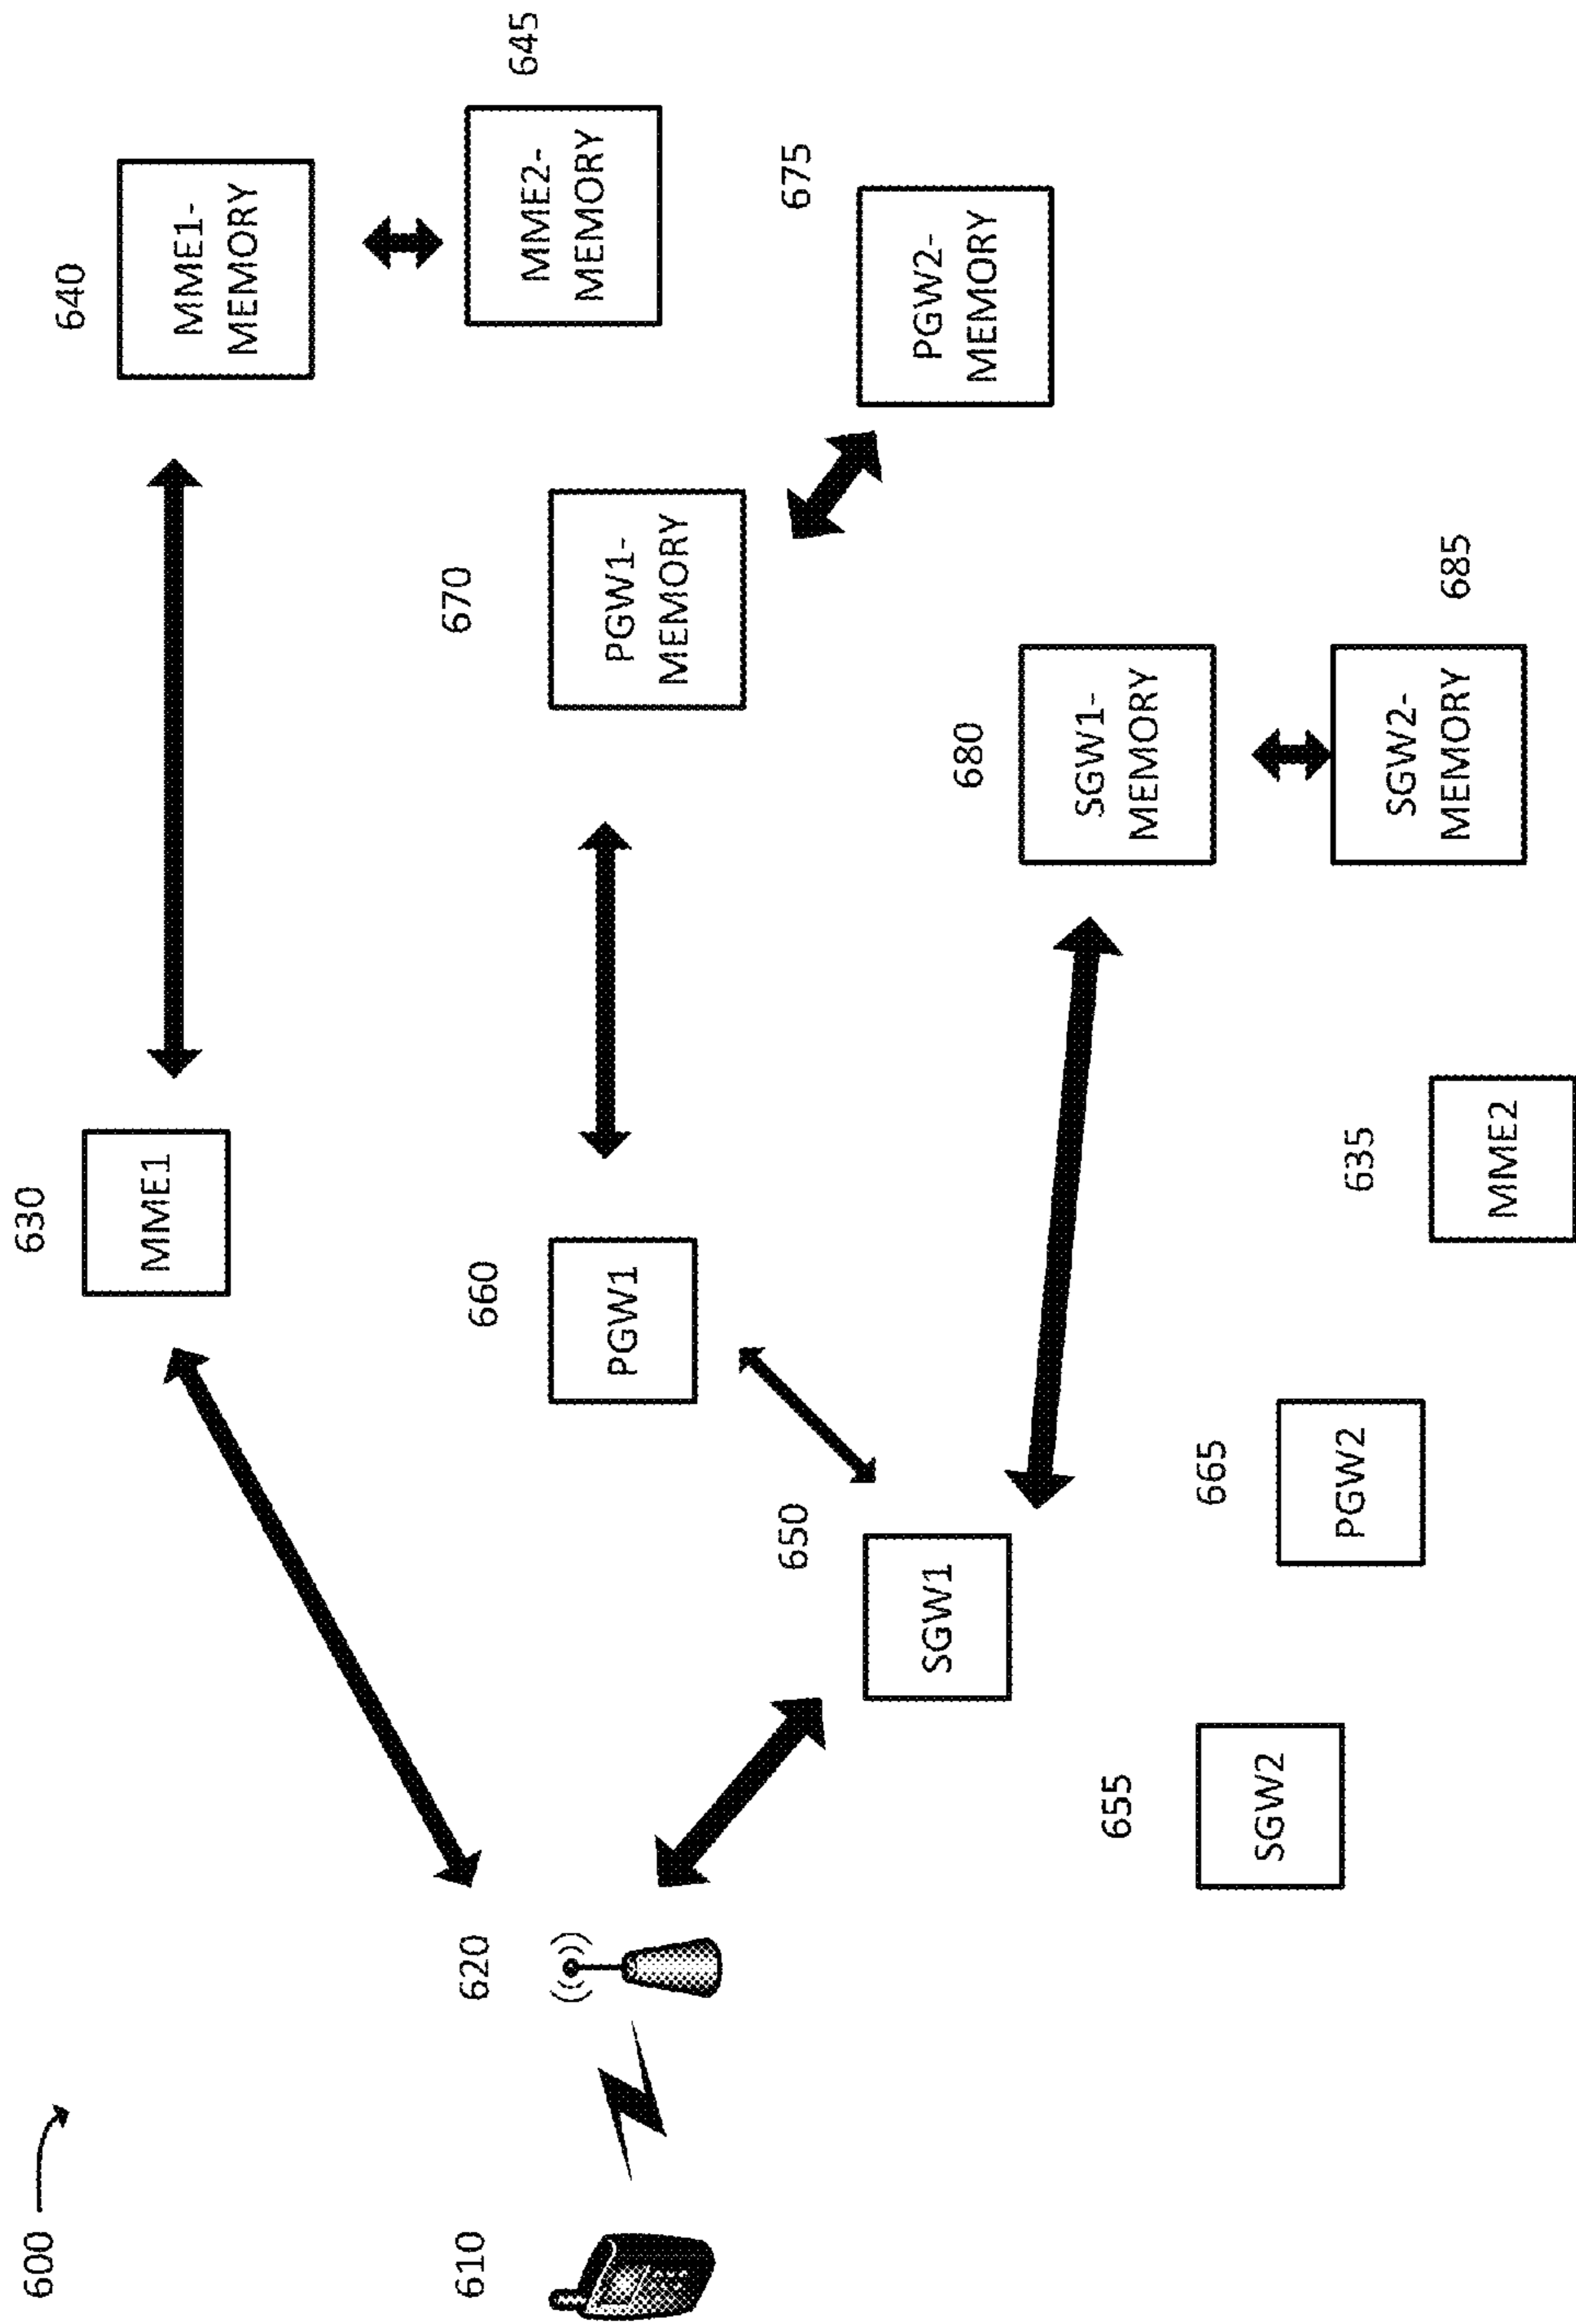 600
610
620
630
MME1
640
MME1-
MEMORY
645
MME2-
MEMORY
660
PGW1
670
PGW1-
MEMORY
675
PGW2-
MEMORY
650
SGW1
680
SGW1-
MEMORY
685
SGW2-
MEMORY
655
SGW2
665
PGW2
635
MME2